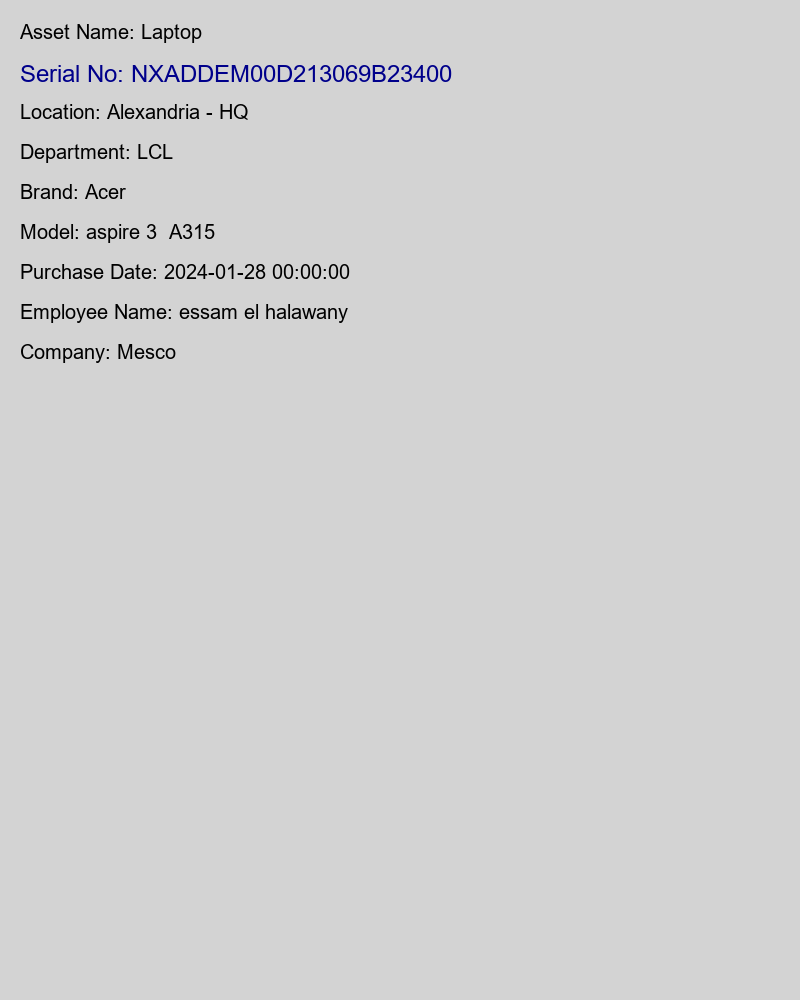 Asset Name: Laptop
Serial No: NXADDEM00D213069B23400
Location: Alexandria - HQ
Department: LCL
Brand: Acer
Model: aspire 3  A315
Purchase Date: 2024-01-28 00:00:00
Employee Name: essam el halawany
Company: Mesco